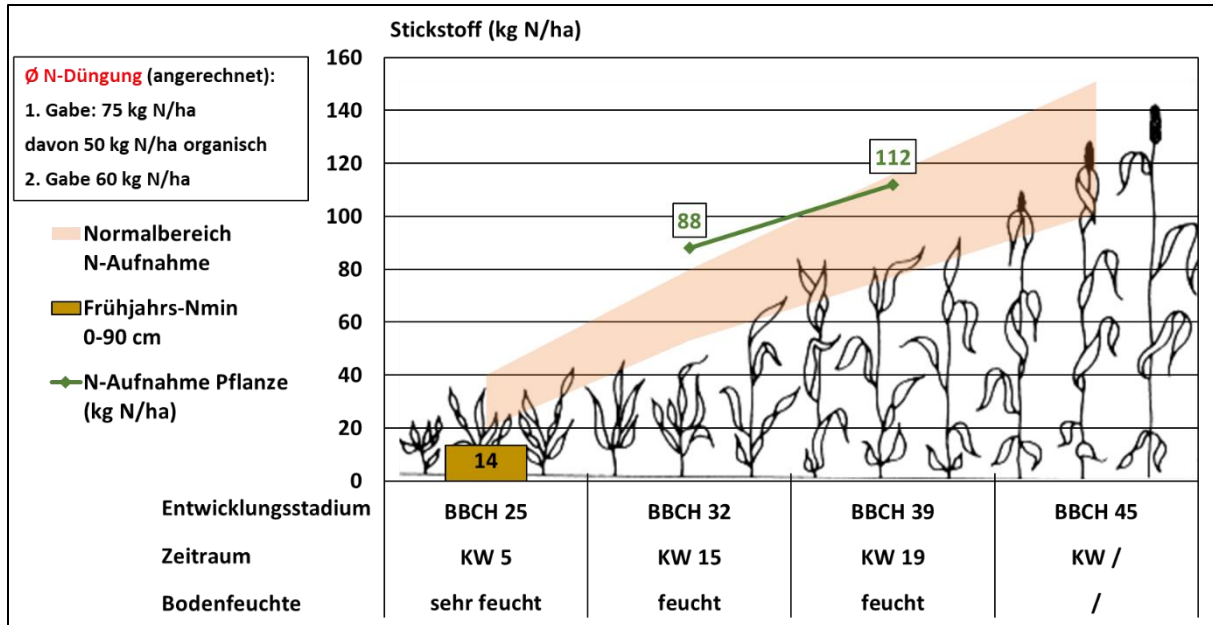 Stickstoff (kg N/ha)
Ø N-Düngung (angerechnet):
1. Gabe: 75 kg N/ha
davon 50 kg N/ha organisch
2. Gabe 60 kg N/ha
Normalbereich
N-Aufnahme
Frühjahrs-Nmin
0-90 cm
N-Aufnahme Pflanze
(kg N/ha)
160
140
120
100
80
60
40
20
0
112
88
14
Entwicklungsstadium BBCH 25 BBCH 32 BBCH 39 BBCH 45
Zeitraum KW 5 KW 15 KW 19 KW /
Bodenfeuchte sehr feucht feucht feucht /